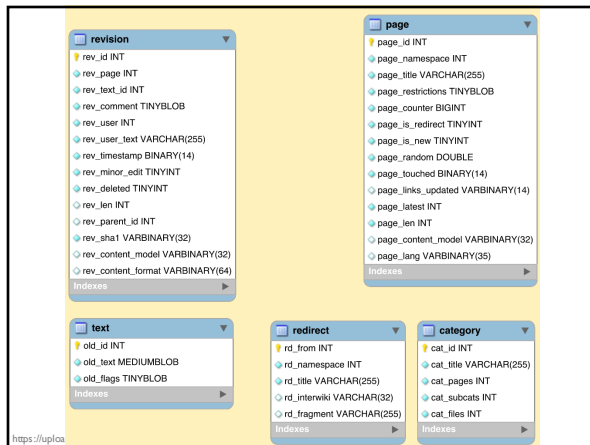 revision
rev_id INT
rev_page INT
rev_text_id INT
rev_comment TINYBLOB
rev_user INT
rev_user_text VARCHAR(255)
rev_timestamp BINARY(14)
rev_minor_edit TINYINT
rev_deleted TINYINT
rev_len INT
rev_parent_id INT
rev_sha1 VARBINARY(32)
rev_content_model VARBINARY(32)
rev_content_format VARBINARY(64)
Indexes
page
page_id INT
page_namespace INT
page_title VARCHAR(255)
page_restrictions TINYBLOB
page_counter BIGINT
page_is_redirect TINYINT
page_is_new TINYINT
page_random DOUBLE
page_touched BINARY(14)
page_links_updated VARBINARY(14)
page_latest INT
page_len INT
page_content_model VARBINARY(32)
page_lang VARBINARY(35)
Indexes
text
old_id INT
old_text MEDIUMBLOB
old_flags TINYBLOB
Indexes
redirect
rd_from INT
rd_namespace INT
rd_title VARCHAR(255)
rd_interwiki VARCHAR(32)
rd_fragment VARCHAR(255)
Indexes
category
cat_id INT
cat_title VARCHAR(255)
cat_pages INT
cat_subcats INT
cat_files INT
Indexes
https://uploa